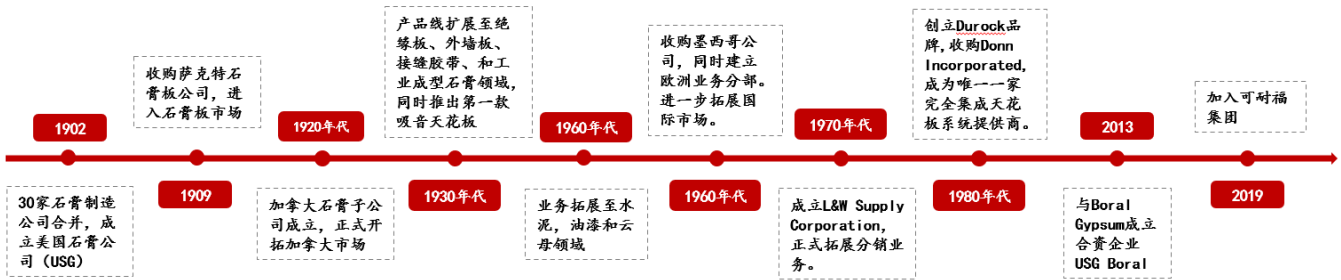 1902
30家石膏制造
公司合并，成
立美国石膏公
司（USG）
收购萨克特石
膏板公司，进
入石膏板市场
1909
1920年代
加拿大石膏子公
司成立，正式开
拓加拿大市场
产品线扩展至绝
缘板、外墙板、
接缝胶带、和工
业成型石膏领域，
同时推出第一款
吸音天花板
1930年代
1960年代
业务拓展至水
泥，油漆和云
母领域
收购墨西哥公
司，同时建立
欧洲业务分部。
进一步拓展国
际市场。
1960年代
1970年代
成立L&W Supply
Corporation，
正式拓展分销业
务。
创立Durock品
牌，收购Donn
Incorporated，
成为唯一一家
完全集成天花
板系统提供商。
1980年代
2013
与Boral
Gypsum成立
合资企业
USG Boral
加入可耐福
集团
2019